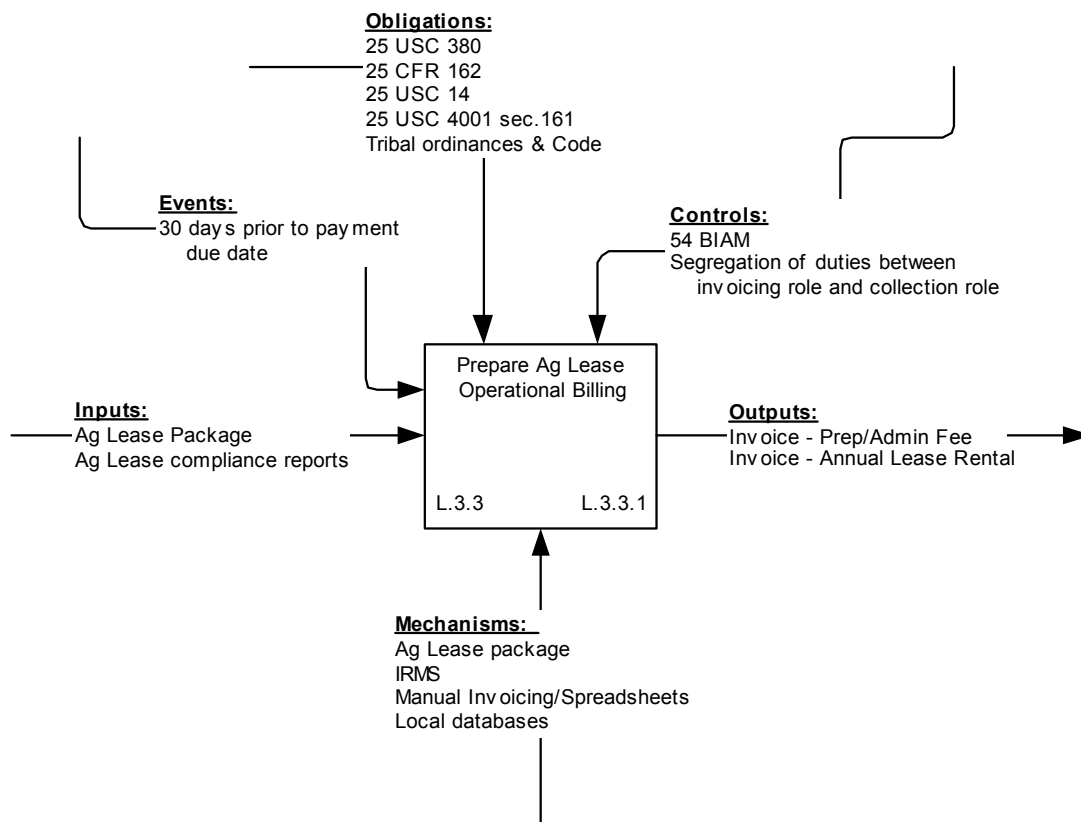 Obligations:
25 USC 380
25 CFR 162
25 USC 14
25 USC 4001 sec.161
Tribal ordinances & Code
Events:
30 days prior to payment
due date
Controls:
54 BIAM
Segregation of duties between
invoicing role and collection role
Prepare Ag Lease
Operational Billing
L.3.3 L.3.3.1
Inputs:
Ag Lease Package
Ag Lease compliance reports
Outputs:
Invoice - Prep/Admin Fee
Invoice - Annual Lease Rental
Mechanisms:
Ag Lease package
IRMS
Manual Invoicing/Spreadsheets
Local databases